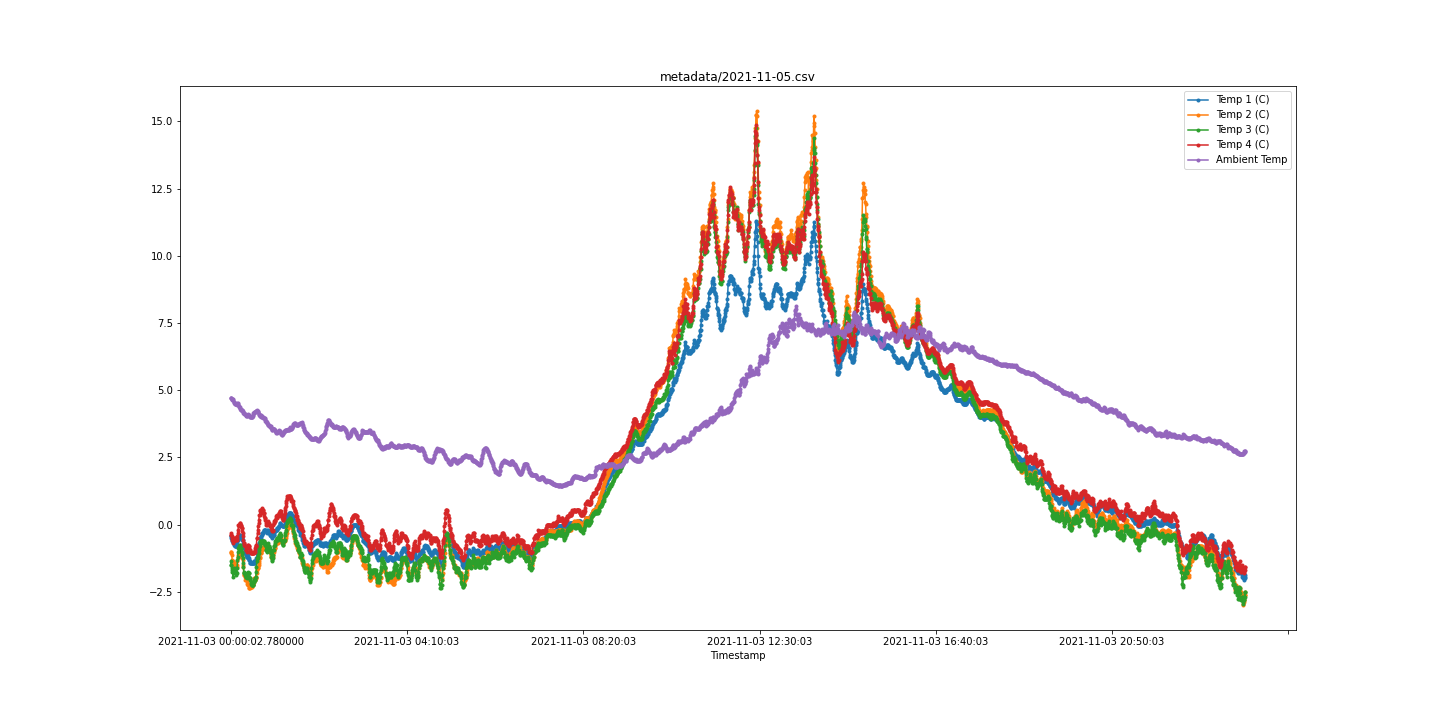 metadata/2021-11-05.csv
Temp 1 (C)
Temp 2 (C)
Temp 3 (C)
Temp 4 (C)
Ambient Temp
15.0
12.5
10.0
7.5
5.0
2.5
0.0
−2.5
2021-11-03 00:00:02.780000 2021-11-03 04:10:03 2021-11-03 08:20:03 2021-11-03 12:30:03 2021-11-03 16:40:03 2021-11-03 20:50:03
Timestamp